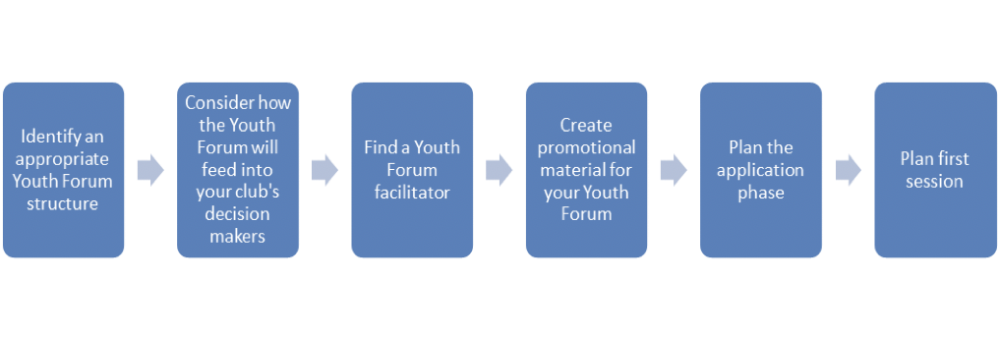 Identify an
appropriate
Youth Forum
structure
Consider how
the Youth
Forum will
feed into
your club's
decision
makers
Find a Youth
Forum
facilitator
Create
promotional
material for
your Youth
Forum
Plan the
application
phase
Plan first
session